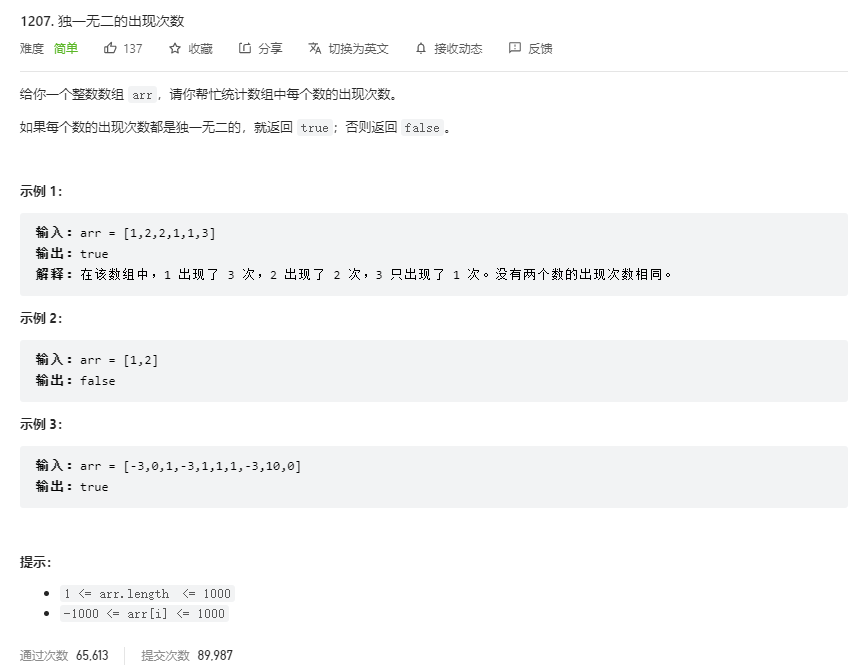 1207. 独一无二的出现次数
难度 简单 137 收藏 分享 切换为英文 接收动态 反馈
给你一个整数数组 arr，请你帮忙统计数组中每个数的出现次数。
如果每个数的出现次数都是独一无二的，就返回 true；否则返回 false。
示例 1：
输入：arr = [1,2,2,1,1,3]
输出：true
解释：在该数组中，1 出现了 3 次，2 出现了 2 次，3 只出现了 1 次。没有两个数的出现次数相同。
示例 2：
输入：arr = [1,2]
输出：false
示例 3：
输入：arr = [-3,0,1,-3,1,1,1,-3,10,0]
输出：true
提示：
1 <= arr.length <= 1000
-1000 <= arr[i] <= 1000
通过次数 65,613 提交次数 89,987